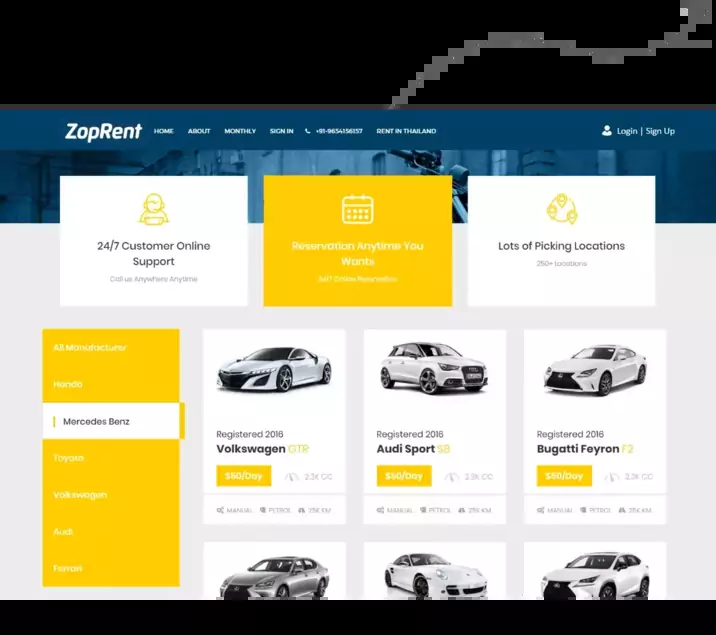 ZopRent HOME ABOUT MONTHLY SIGN IN +91-9654156157 RENT IN THAILAND Login | Sign Up
24/7 Customer Online
Support
Call us Anywhere Anytime
Reservation Anytime You
Wants
24/7 Online Reservation
Lots of Picking Locations
250+ Locations
All Manufacturer
Honda
Mercedes Benz
Toyota
Volkswagen
Audi
Ferrari
Registered 2016
Volkswagen GTR
$50/Day 2.3K CC
MANUAL PETROL 25K KM
Registered 2016
Audi Sport S8
$50/Day 2.3K CC
MANUAL PETROL 25K KM
Registered 2016
Bugatti Feyron F2
$50/Day 2.3K CC
MANUAL PETROL 25K KM